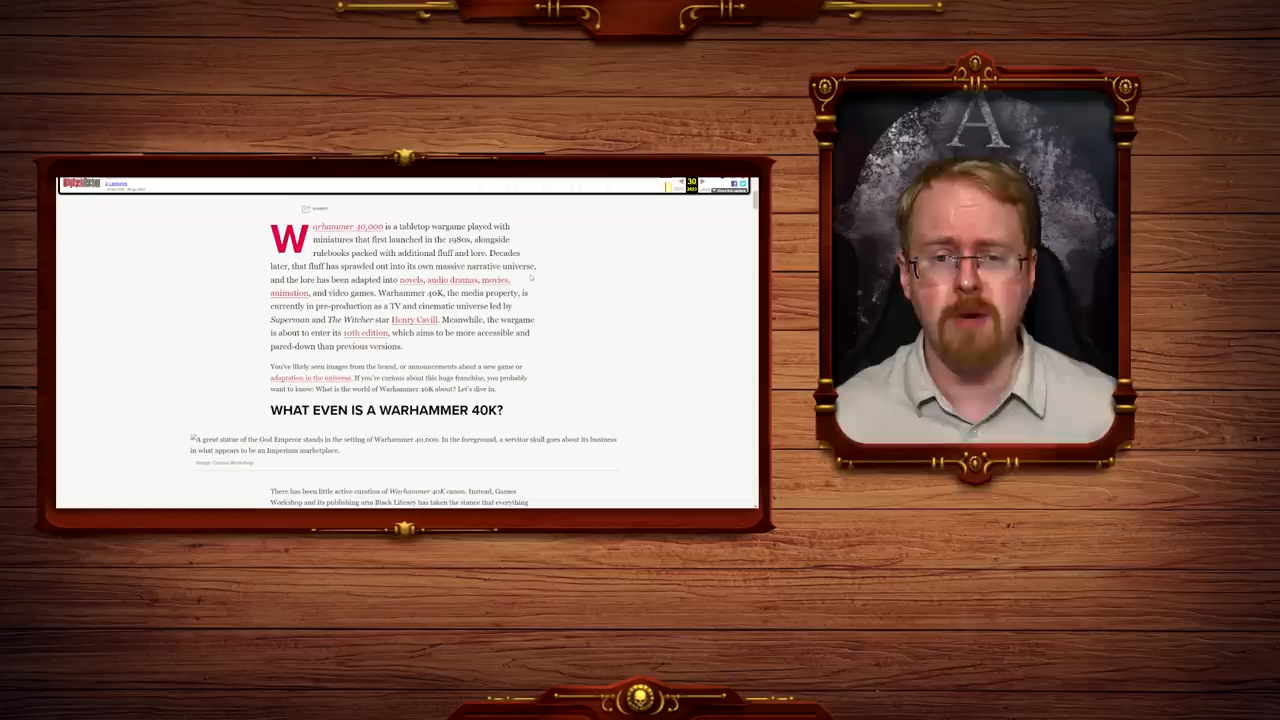 2 captures
30
2023
SHARE
Warhammer 40,000 is a tabletop wargame played with
miniatures that first launched in the 1980s, alongside
rulebooks packed with additional fluff and lore. Decades
later, that fluff has sprawled out into its own massive narrative universe,
and the lore has been adapted into novels, audio dramas, movies,
animation, and video games. Warhammer 40K, the media property, is
currently in pre-production as a TV and cinematic universe led by
Superman and The Witcher star Henry Cavill. Meanwhile, the wargame
is about to enter its 10th edition, which aims to be more accessible and
pared-down than previous versions.
You've likely seen images from the brand, or announcements about a new game or
adaptation in the universe. If you're curious about this huge franchise, you probably
want to know: What is the world of Warhammer 40K about? Let's dive in.
WHAT EVEN IS A WARHAMMER 40K?
A great statue of the God Emperor stands in the setting of Warhammer 40,000. In the foreground, a servitor skull goes about its business
in what appears to be an Imperium marketplace.
Image: Games Workshop
There has been little active curation of Warhammer 40K canon. Instead, Games
Workshop and its publishing arm Black Library has taken the stance that everything
A